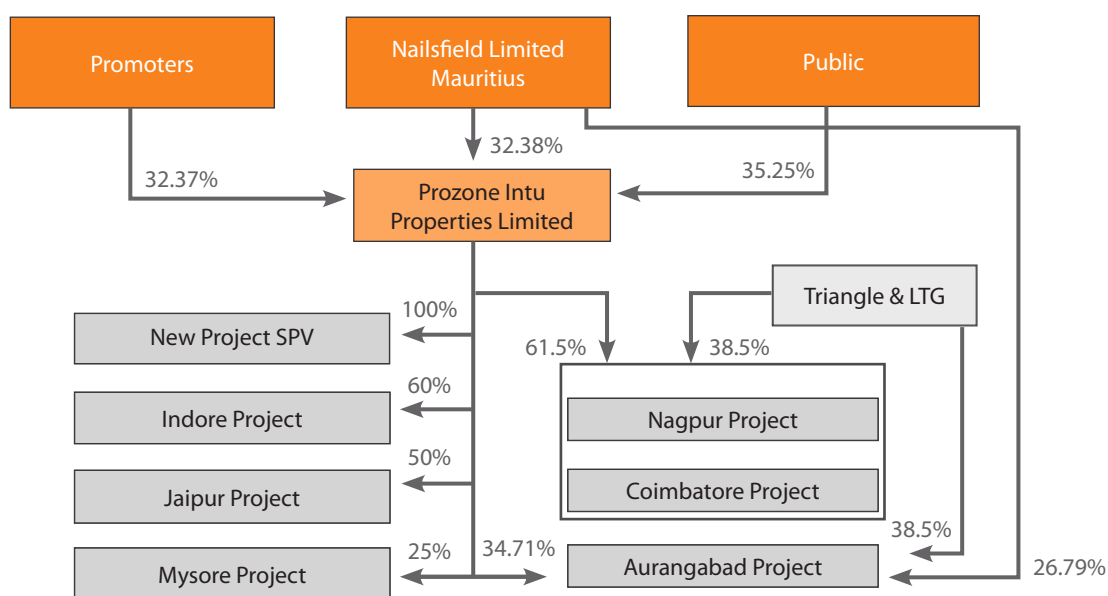 Promoters
Nailsfield Limited
Mauritius
Public
32.37%
32.38%
35.25%
Prozone Intu
Properties Limited
Triangle & LTG
100%
New Project SPV
61.5%
38.5%
60%
Indore Project
Nagpur Project
50%
Jaipur Project
Coimbatore Project
38.5%
25%
34.71%
Mysore Project
Aurangabad Project
26.79%